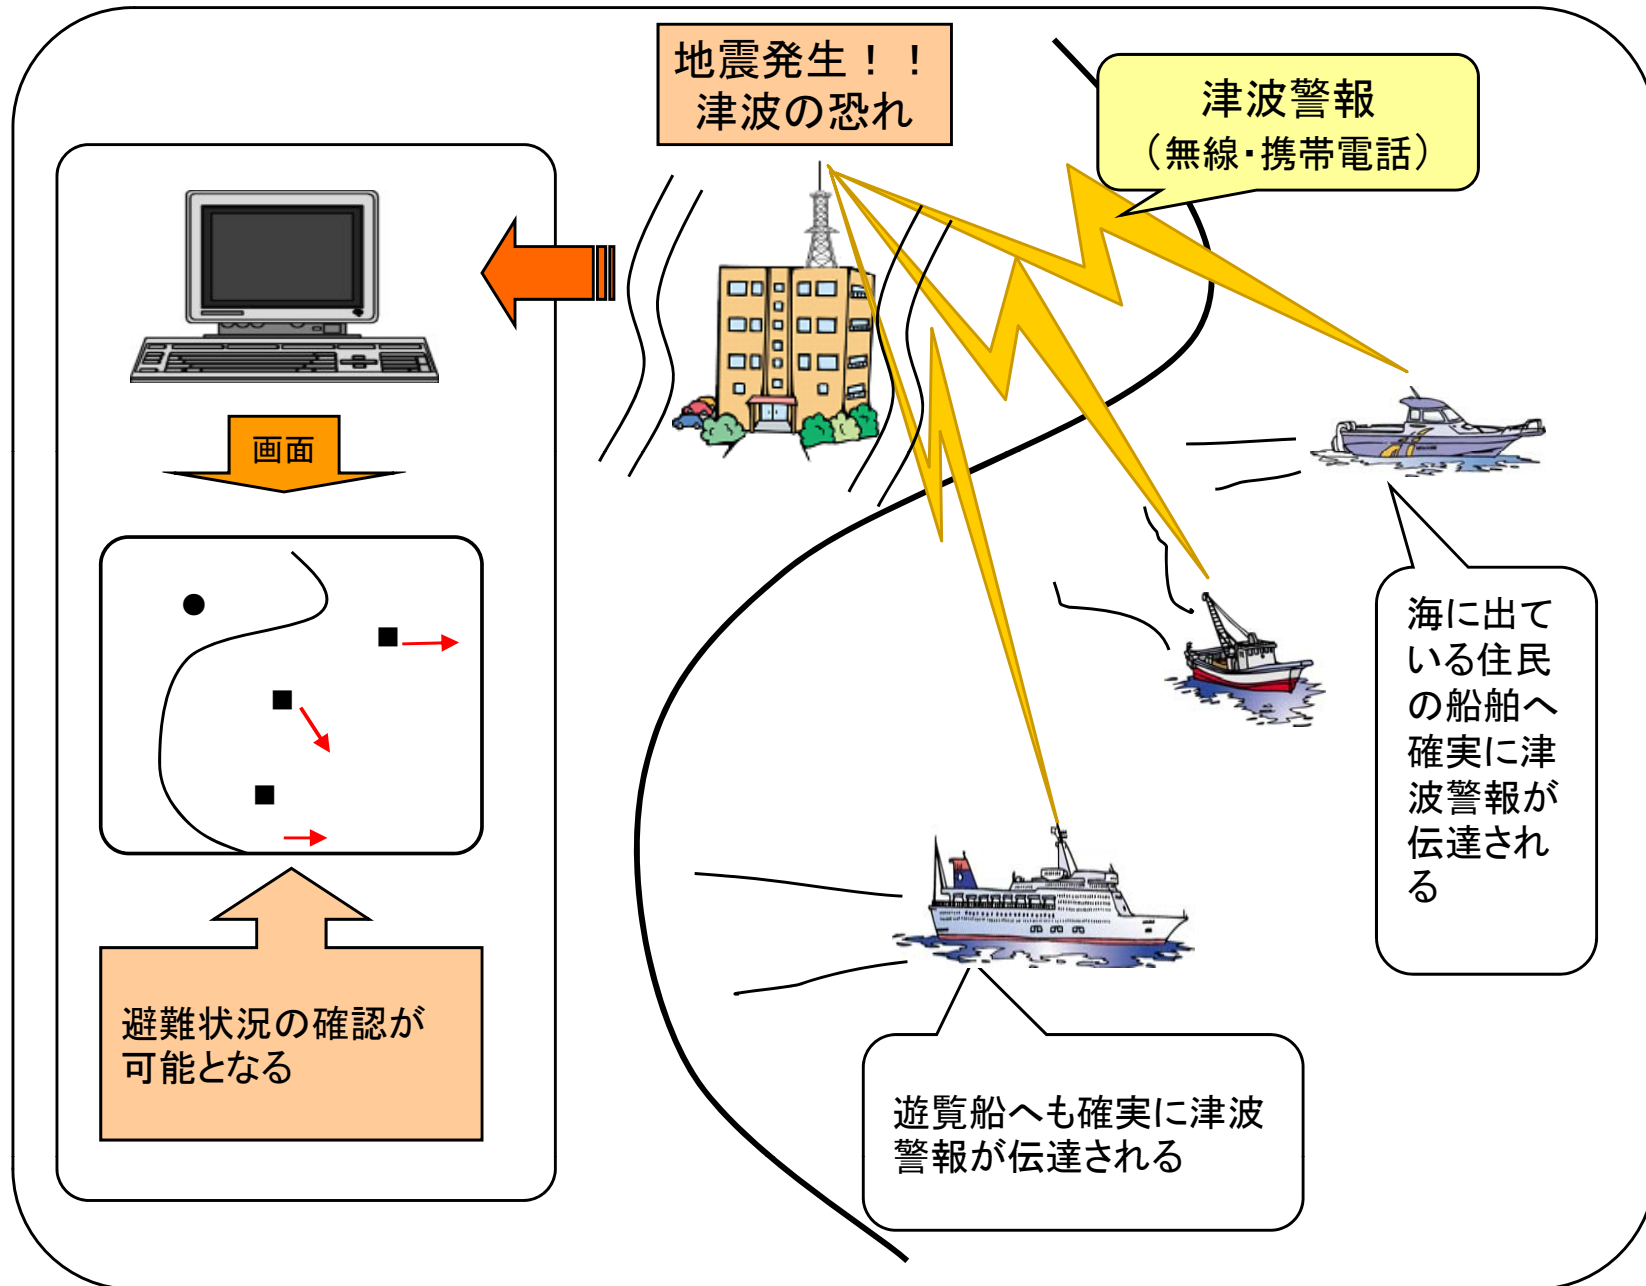 地震発生！！
津波の恐れ
津波警報
（無線・携帯電話）
画面
海に出て
いる住民
の船舶へ
確実に津
波警報が
伝達され
る
避難状況の確認が
可能となる
遊覧船へも確実に津波
警報が伝達される